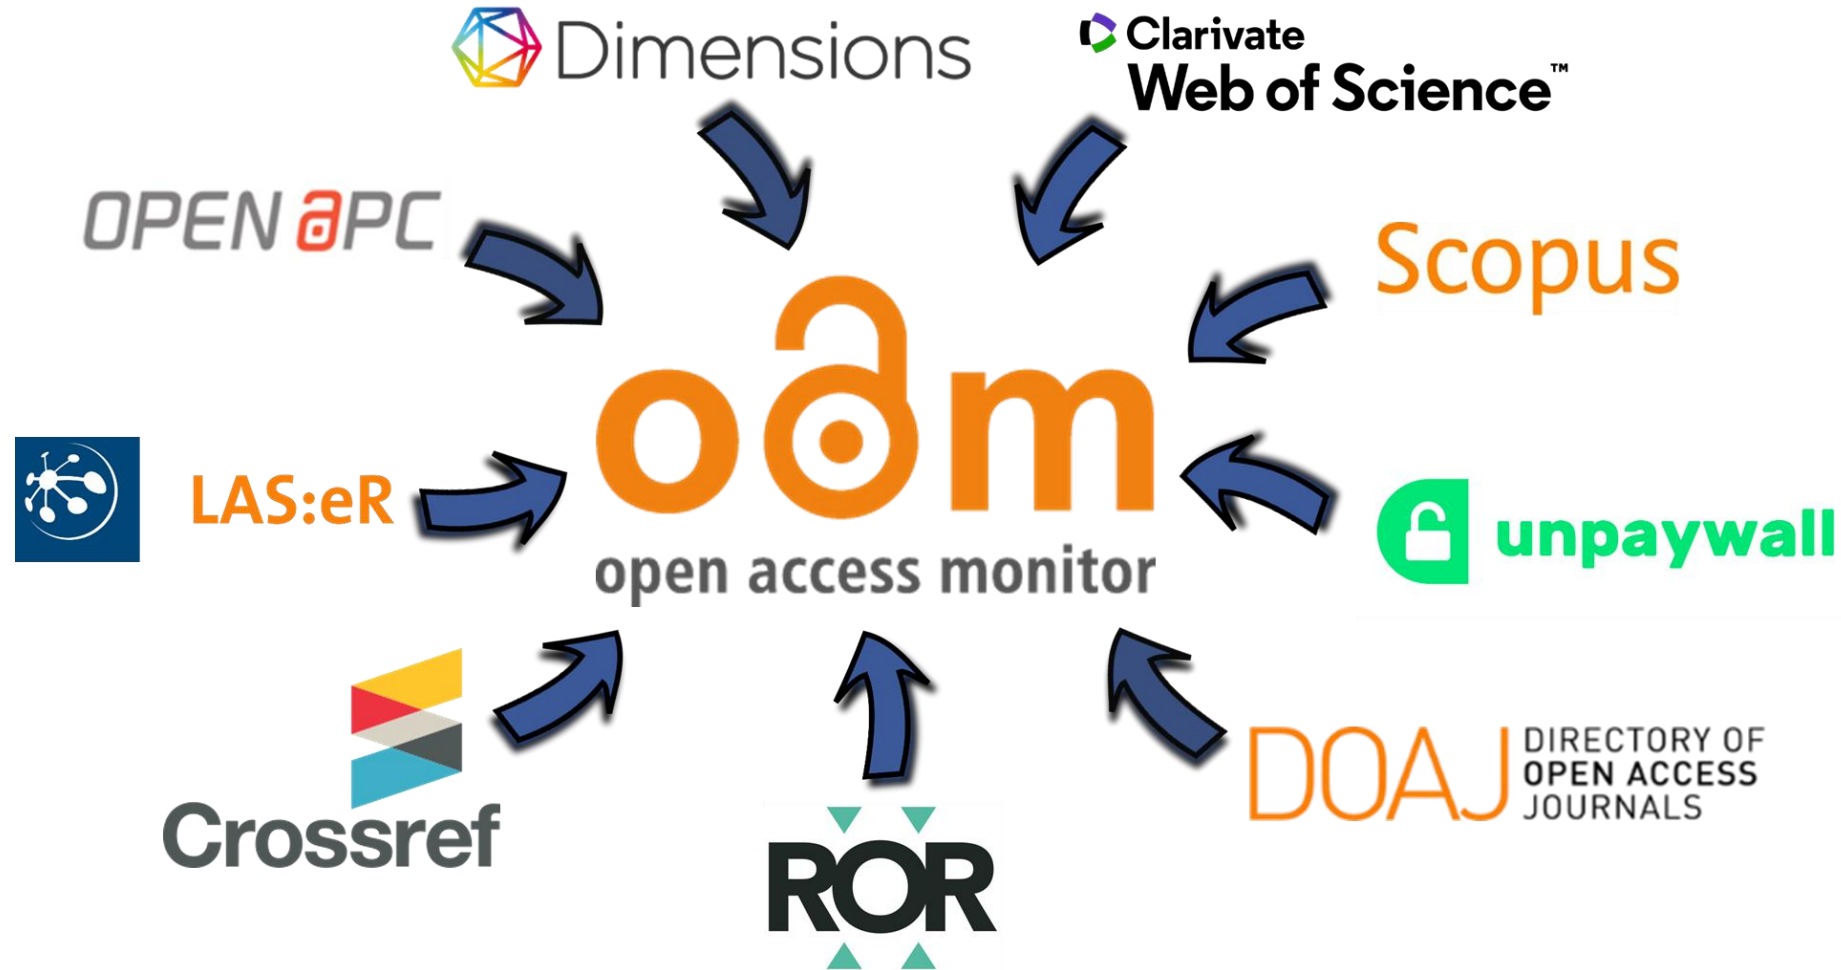 Dimensions
Clarivate
Web of Science™
OPEN aPC
Scopus
oam
open access monitor
LAS:eR
unpaywall
Crossref
ROR
DOAJ
DIRECTORY OF
OPEN ACCESS
JOURNALS